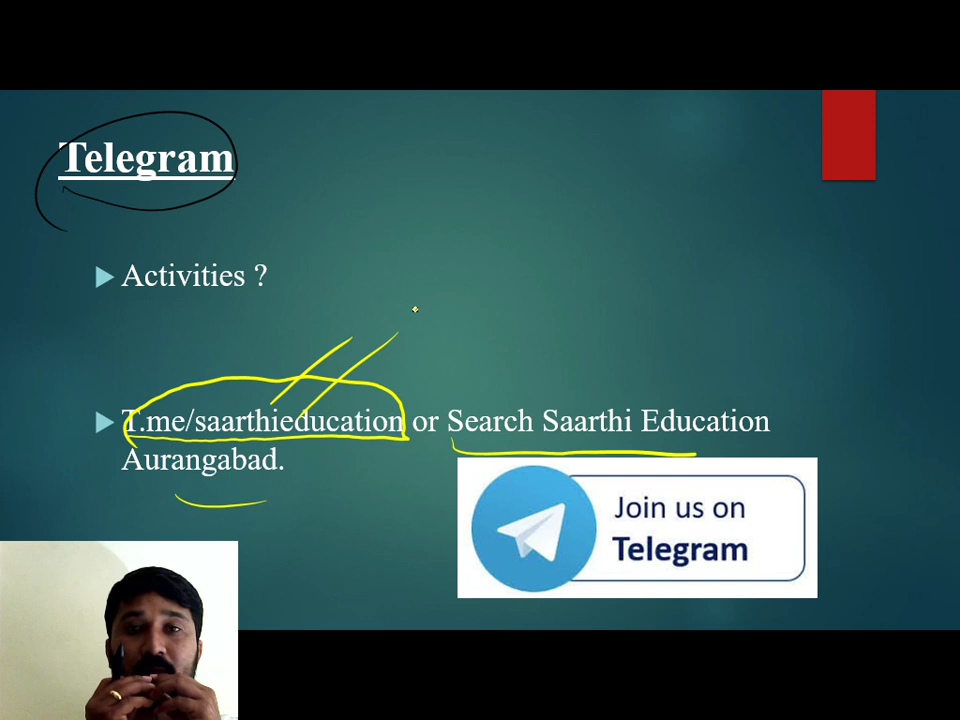 Telegram
Activities ?
T.me/saarthieducation or Search Saarthi Education
Aurangabad.
Join us on
Telegram